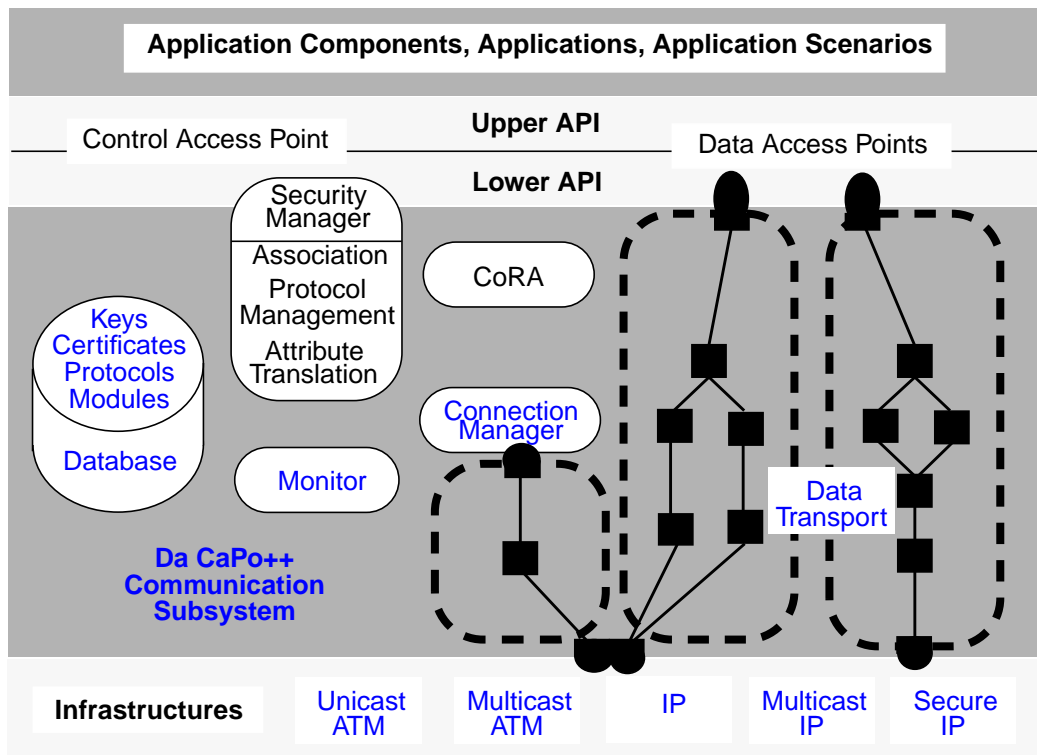 Application Components, Applications, Application Scenarios
Upper API
Control Access Point
Data Access Points
Lower API
Security
Manager
Association
Protocol
Management
Attribute
Translation
CoRA
Keys
Certificates
Protocols
Modules
Database
Connection
Manager
Monitor
Data
Transport
Da CaPo++
Communication
Subsystem
Infrastructures
Unicast
ATM
Multicast
ATM
IP
Multicast
IP
Secure
IP